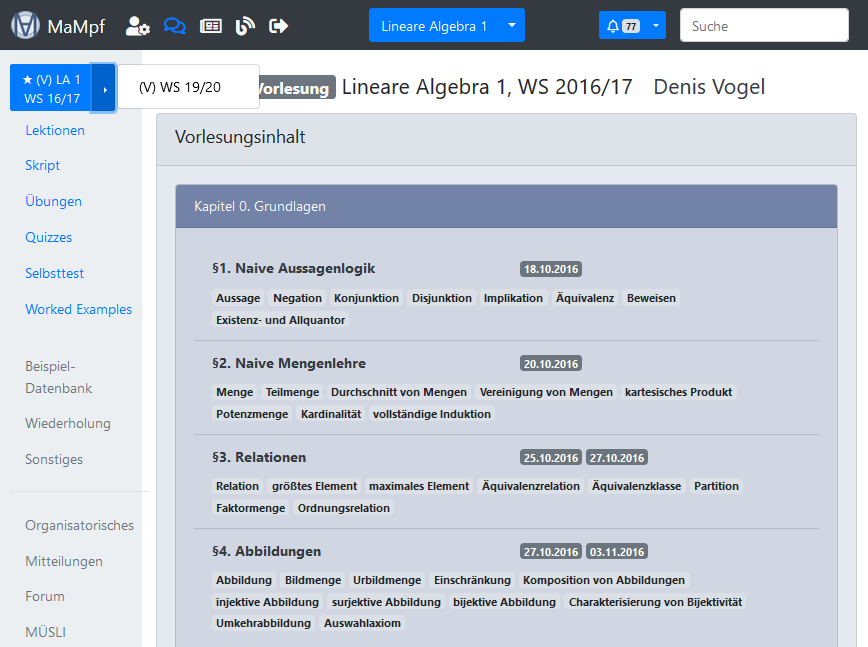 MaMpf
Lineare Algebra 1
77
Suche
★ (V) LA 1
WS 16/17
(V) WS 19/20
Vorlesung Lineare Algebra 1, WS 2016/17 Denis Vogel
Lektionen
Skript
Übungen
Quizzes
Selbsttest
Worked Examples
Beispiel-
Datenbank
Wiederholung
Sonstiges
Organisatorisches
Mitteilungen
Forum
MÜSLI
Vorlesungsinhalt
Kapitel 0. Grundlagen
§1. Naive Aussagenlogik 18.10.2016
Aussage Negation Konjunktion Disjunktion Implikation Äquivalenz Beweisen
Existenz- und Allquantor
§2. Naive Mengenlehre 20.10.2016
Menge Teilmenge Durchschnitt von Mengen Vereinigung von Mengen kartesisches Produkt
Potenzmenge Kardinalität vollständige Induktion
§3. Relationen 25.10.2016 27.10.2016
Relation größtes Element maximales Element Äquivalenzrelation Äquivalenzklasse Partition
Faktormenge Ordnungsrelation
§4. Abbildungen 27.10.2016 03.11.2016
Abbildung Bildmenge Urbildmenge Einschränkung Komposition von Abbildungen
injektive Abbildung surjektive Abbildung bijektive Abbildung Charakterisierung von Bijektivität
Umkehrabbildung Auswahlaxiom